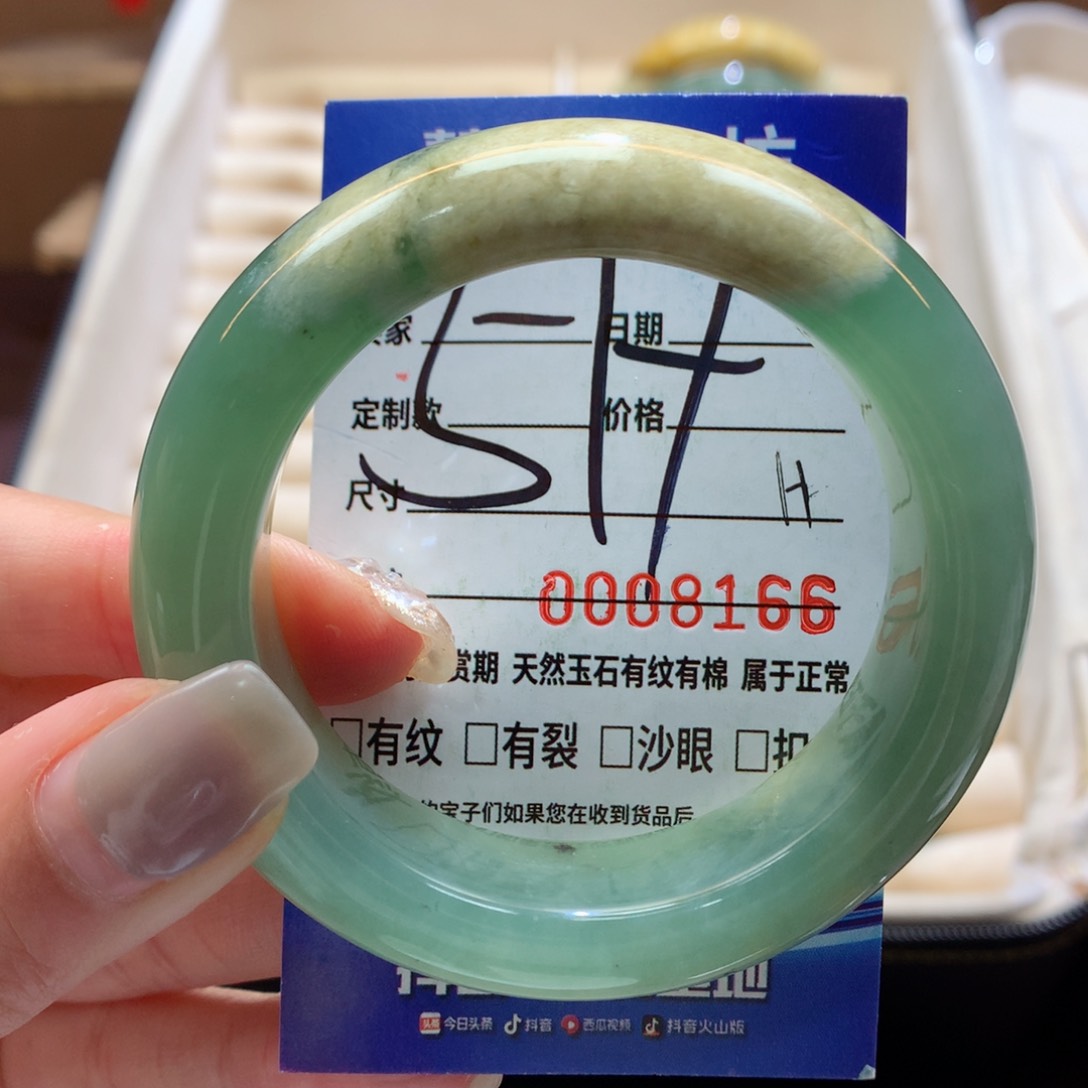 家 日期
定制款 价格
尺寸 H
0008166
赏期 天然玉石有纹有棉 属于正常
□有纹 □有裂 □沙眼 □
宝子们如果您在收到货品后
头条 今日头条 抖音 西瓜视频 抖音火山版